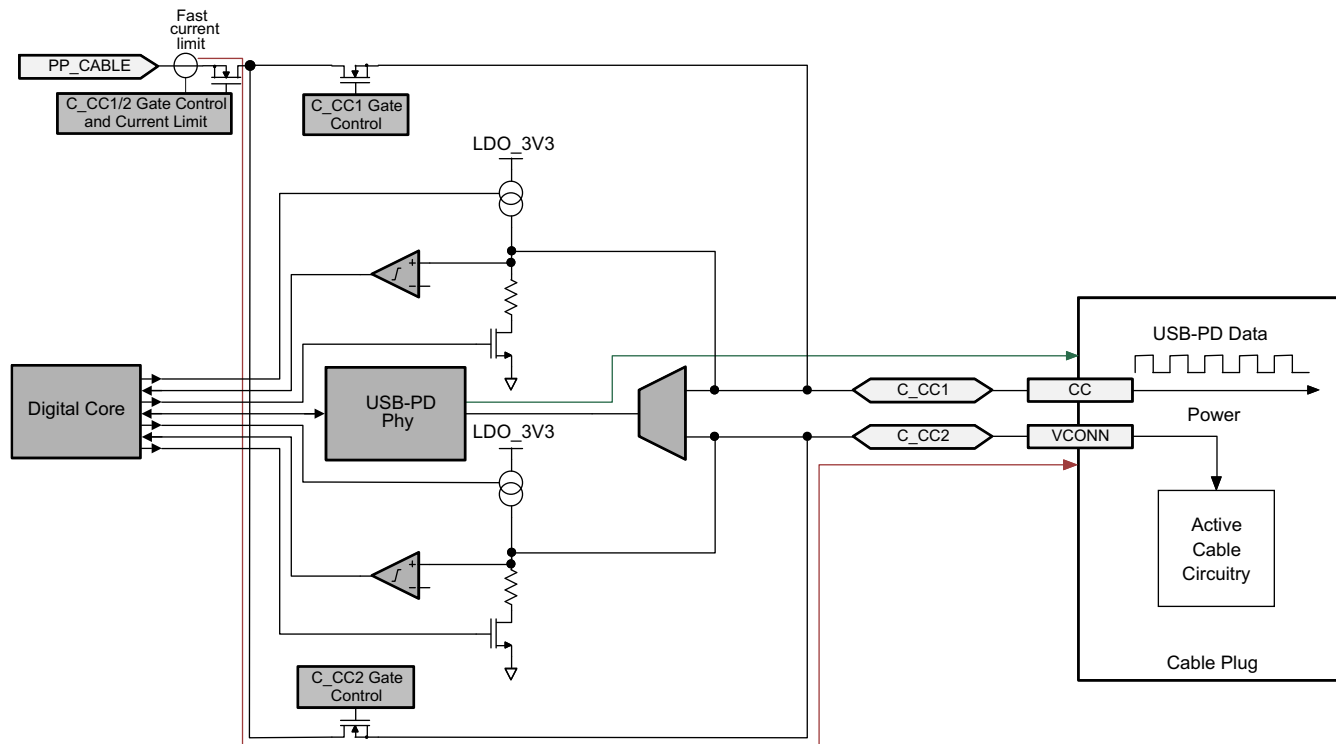 Fast
current
limit
PP_CABLE
C_CC1/2 Gate Control
and Current Limit
C_CC1 Gate
Control
LDO_3V3
+
−
Digital Core
USB-PD
Phy
USB-PD Data
C_CC1
CC
Power
LDO_3V3
C_CC2
VCONN
+
−
Active
Cable
Circuitry
Cable Plug
C_CC2 Gate
Control